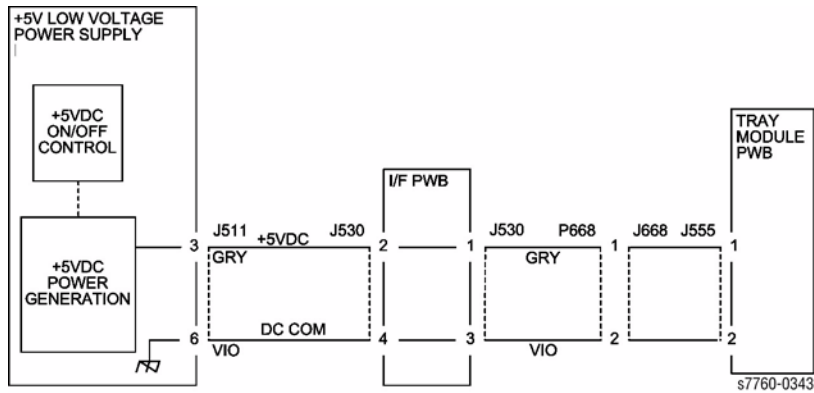 +5V LOW VOLTAGE
POWER SUPPLY
+5VDC
ON/OFF
CONTROL
+5VDC
POWER
GENERATION
3
6
J511
+5VDC
J530
GRY
DC COM
VIO
I/F PWB
2
1
4
3
J530
P668
GRY
VIO
1
2
J668
J555
1
2
TRAY
MODULE
PWB
s7760-0343